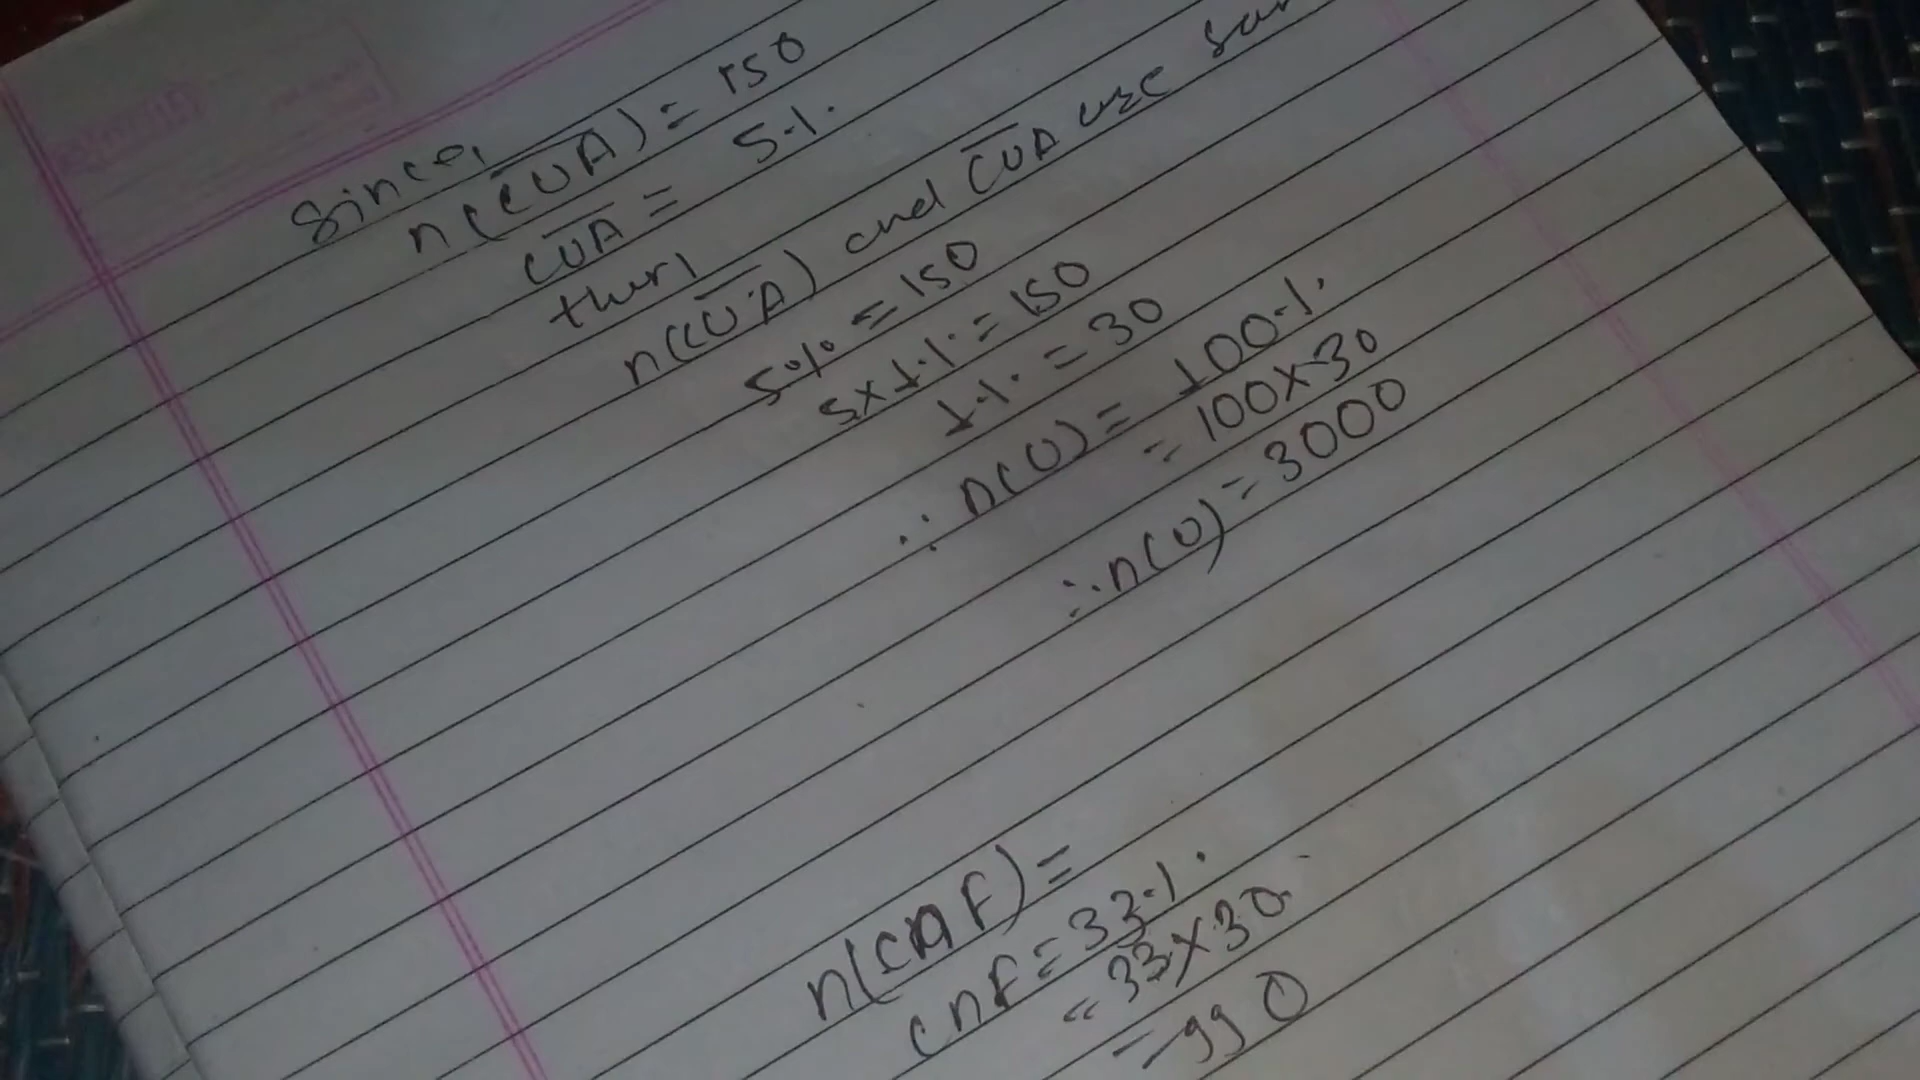 Since,
n(C̅U̅A̅) = 150
C̅U̅A̅ = 5%
then,
n(C̅U̅A̅) and C̅U̅A̅ are
5% = 150
5×1% = 150
1% = 30
∴ n(U) = 100%
= 100×30
∴ n(U) = 3000
n(C∩F) =
C∩F = 33%
= 33×30
= 990